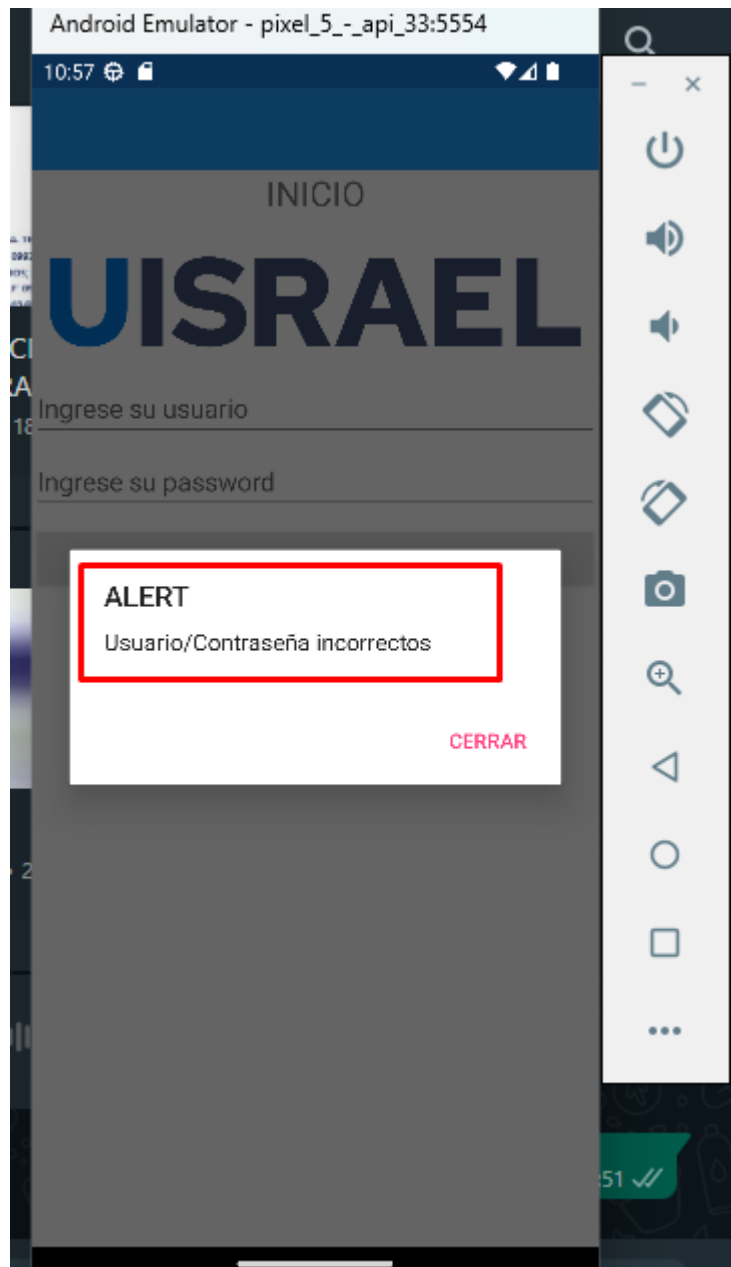 Android Emulator - pixel_5_-_api_33:5554
10:57
INICIO
UISRAEL
Ingrese su usuario
Ingrese su password
ALERT
Usuario/Contraseña incorrectos
CERRAR
:51